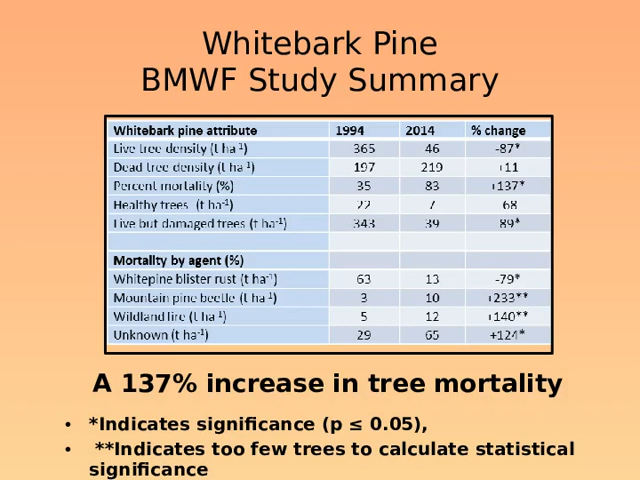 Whitebark Pine
BMWF Study Summary
Whitebark pine attribute 1994 2014 % change
Live tree density (t ha-1) 365 46 -87*
Dead tree density (t ha-1) 197 219 +11
Percent mortality (%) 35 83 +137*
Healthy trees (t ha-1) 22 7 68
Live but damaged trees (t ha-1) 343 39 89*
Mortality by agent (%)
Whitepine blister rust (t ha-1) 63 13 -79*
Mountain pine beetle (t ha-1) 3 10 +233**
Wildland fire (t ha-1) 5 12 +140**
Unknown (t ha-1) 29 65 +124*
A 137% increase in tree mortality
• *Indicates significance (p ≤ 0.05),
• **Indicates too few trees to calculate statistical
significance